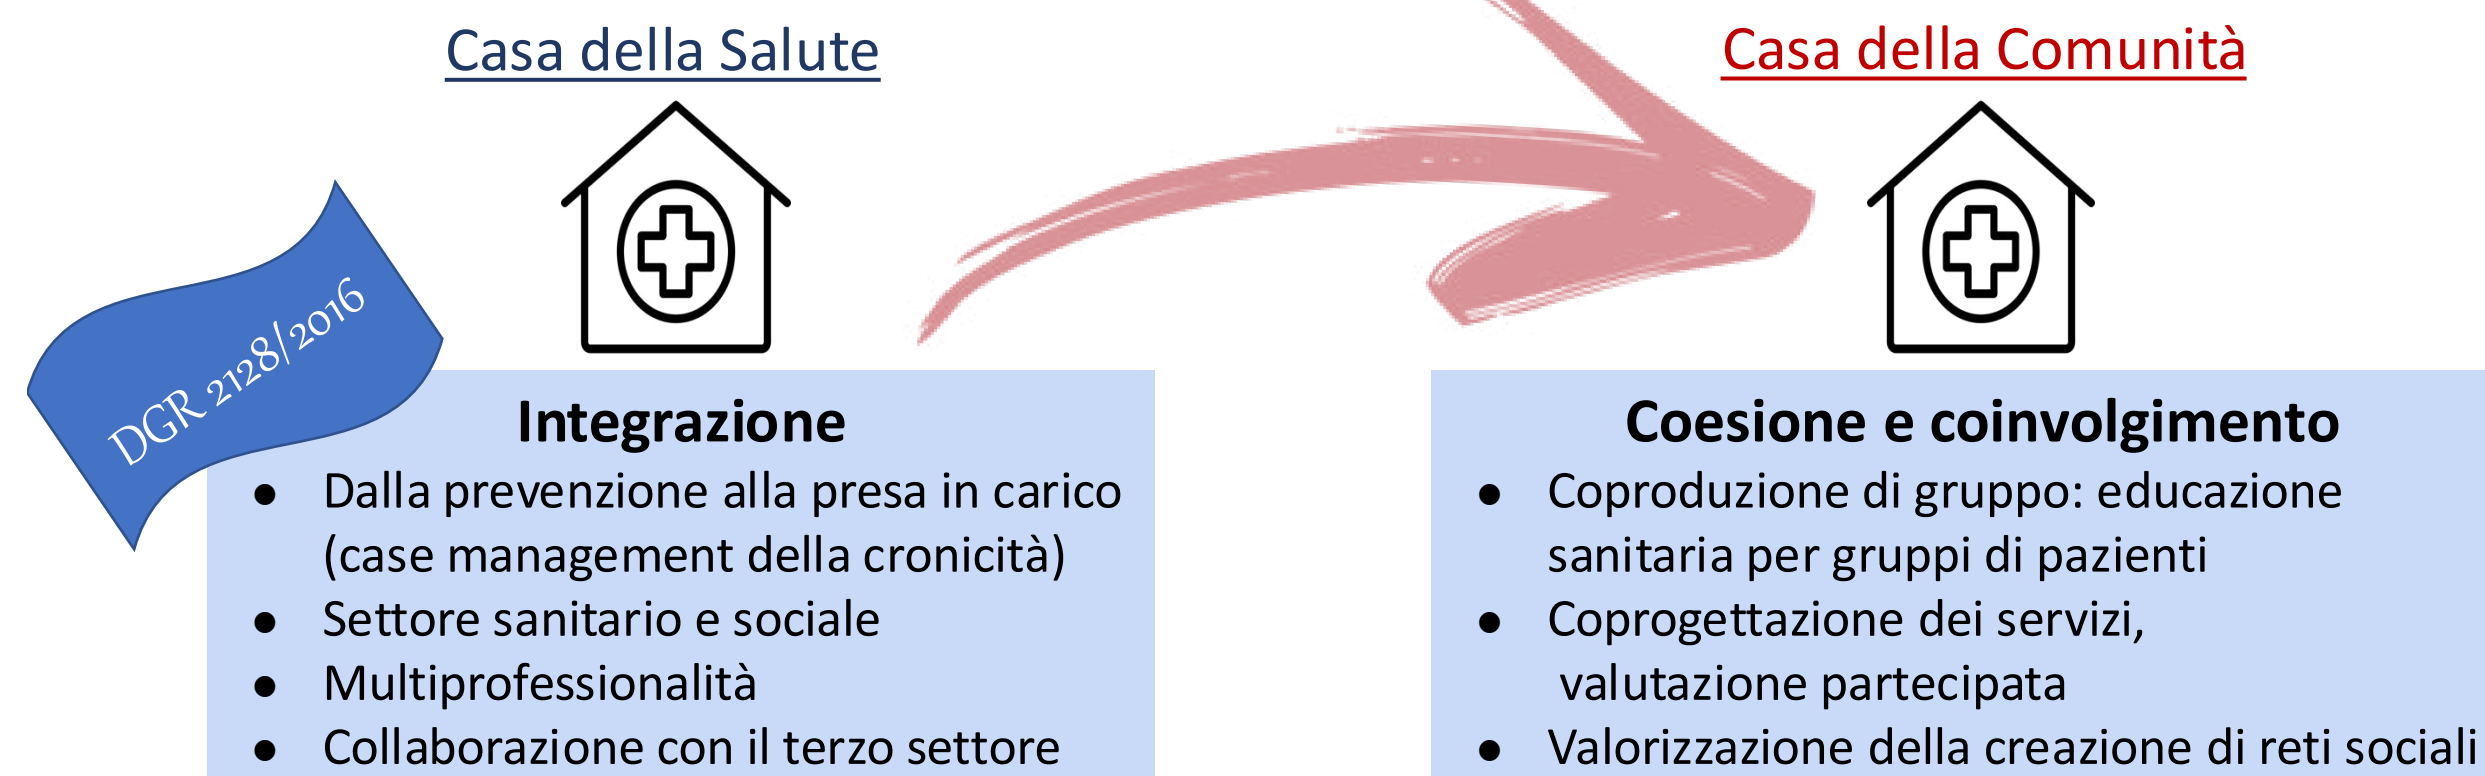 Casa della Salute
Casa della Comunità
DGR 2128/2016
Integrazione
● Dalla prevenzione alla presa in carico
(case management della cronicità)
● Settore sanitario e sociale
● Multiprofessionalità
● Collaborazione con il terzo settore
Coesione e coinvolgimento
● Coproduzione di gruppo: educazione
sanitaria per gruppi di pazienti
● Coprogettazione dei servizi,
valutazione partecipata
● Valorizzazione della creazione di reti sociali